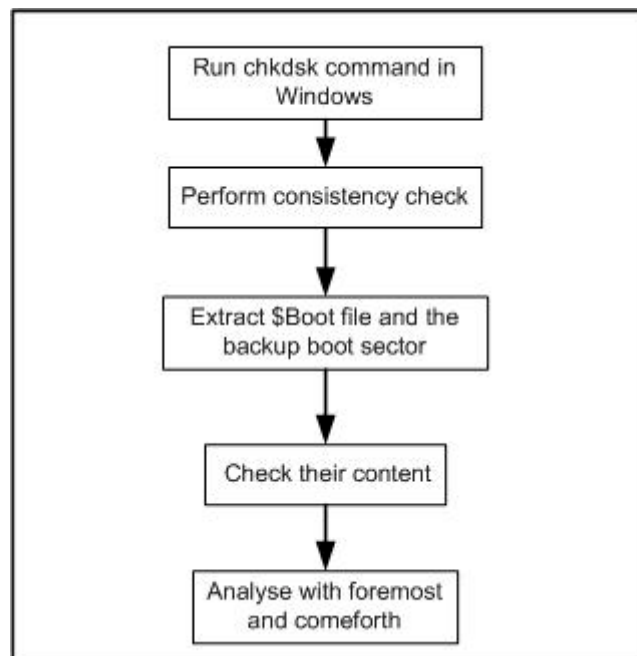 Run chkdsk command in
Windows
Perform consistency check
Extract $Boot file and the
backup boot sector
Check their content
Analyse with foremost
and comeforth